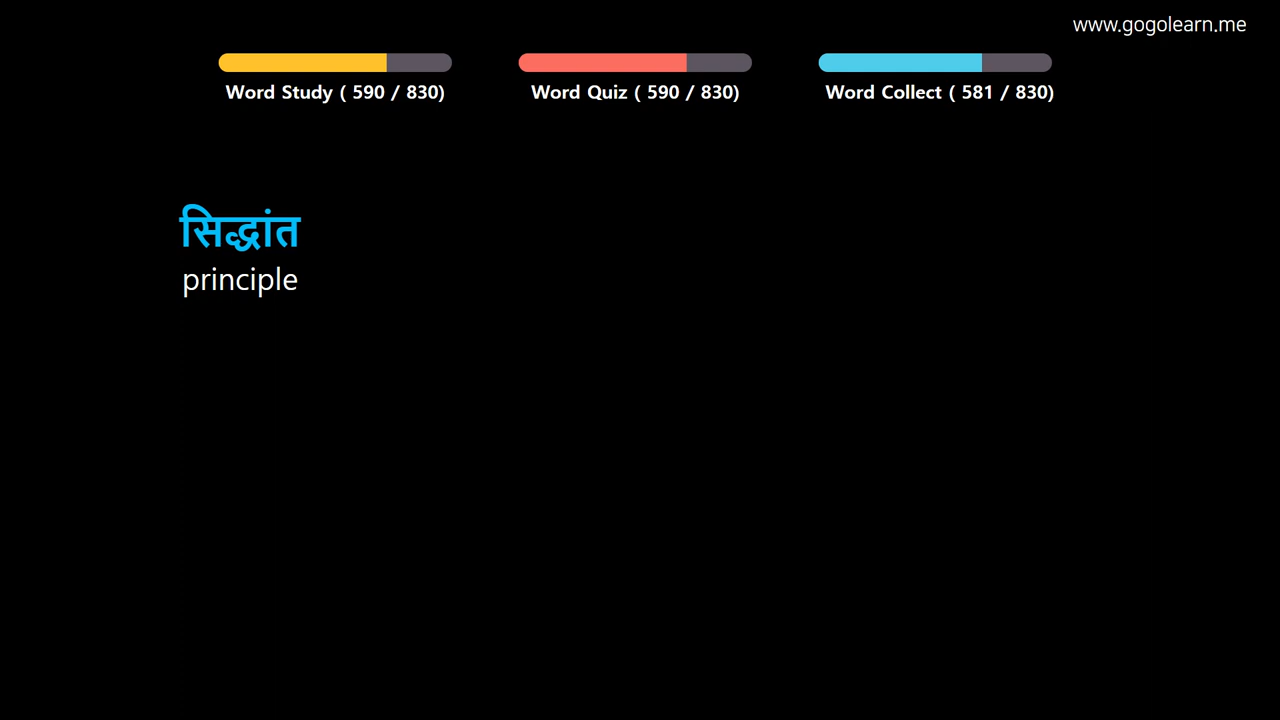 www.gogolearn.me
Word Study ( 590 / 830)
Word Quiz ( 590 / 830)
Word Collect ( 581 / 830)
सिद्धांत
principle